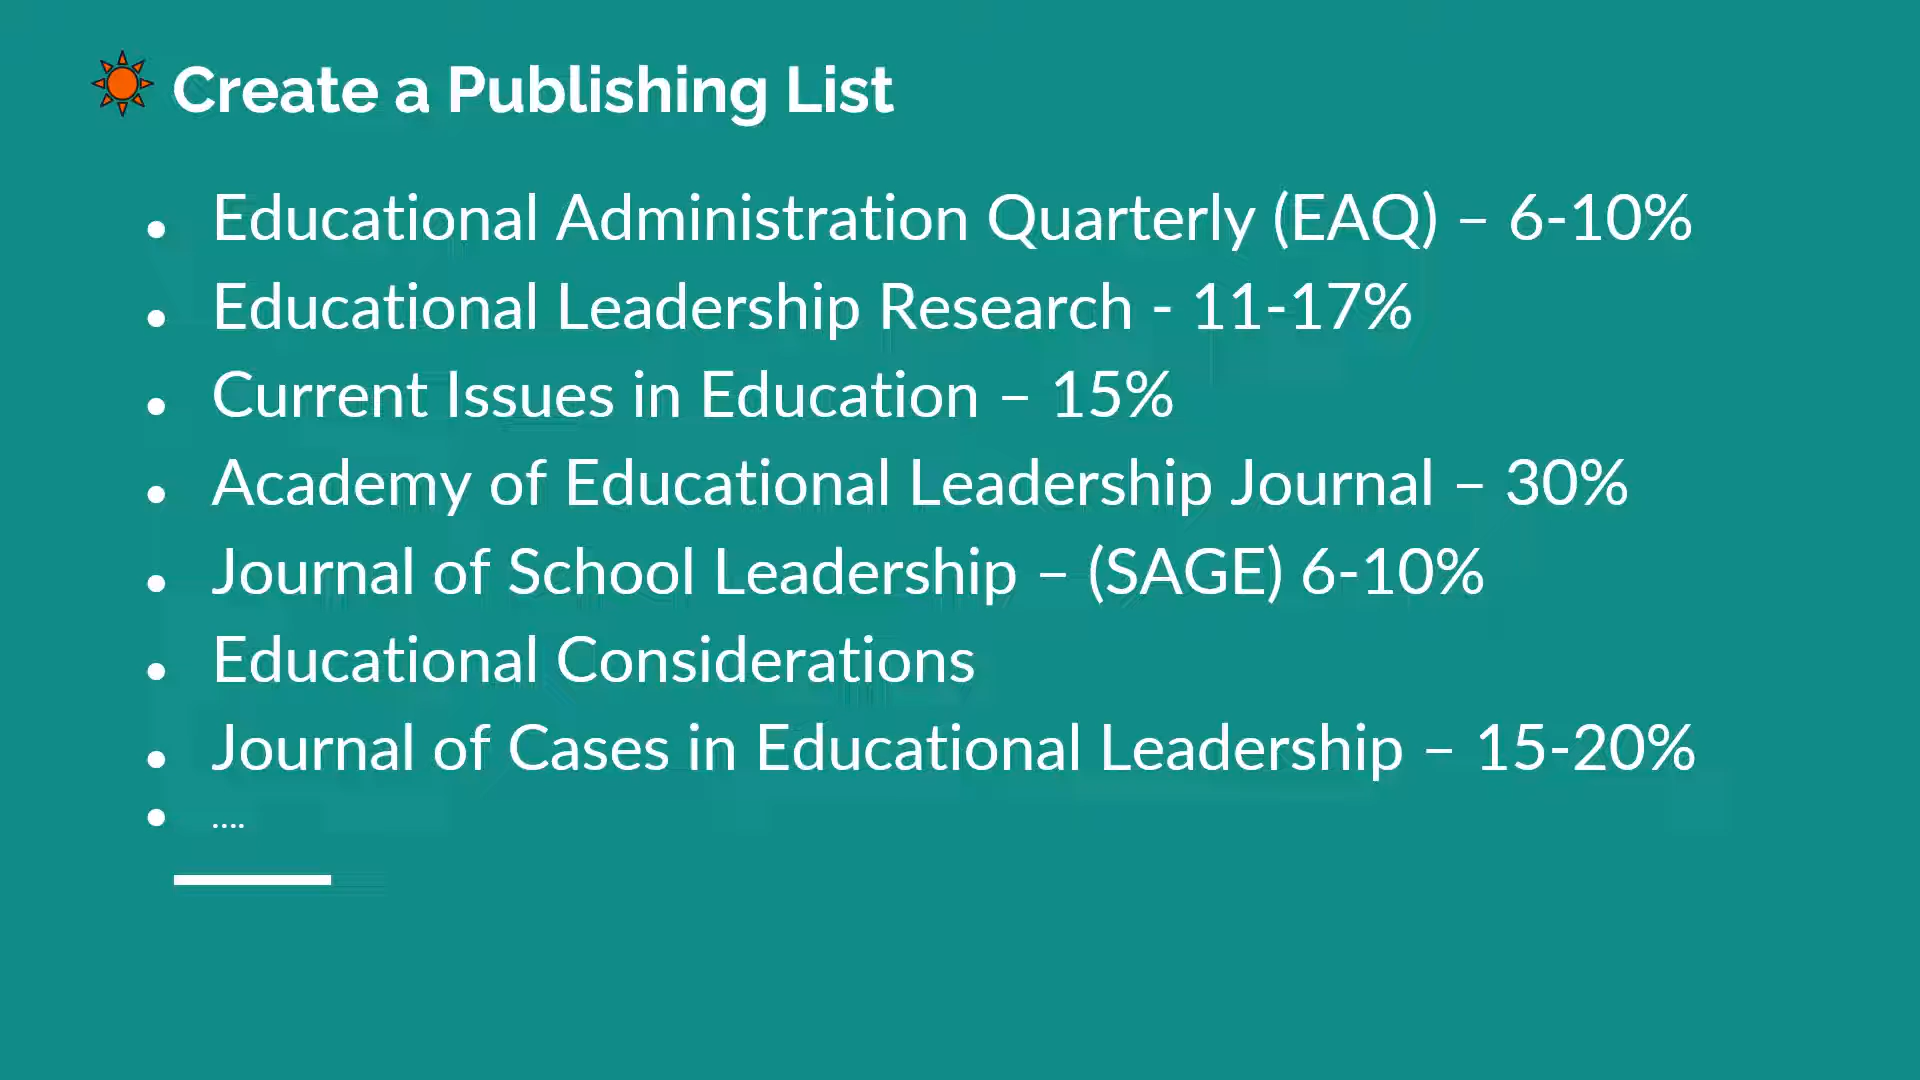 Create a Publishing List
• Educational Administration Quarterly (EAQ) – 6-10%
• Educational Leadership Research - 11-17%
• Current Issues in Education – 15%
• Academy of Educational Leadership Journal – 30%
• Journal of School Leadership – (SAGE) 6-10%
• Educational Considerations
• Journal of Cases in Educational Leadership – 15-20%
• ....